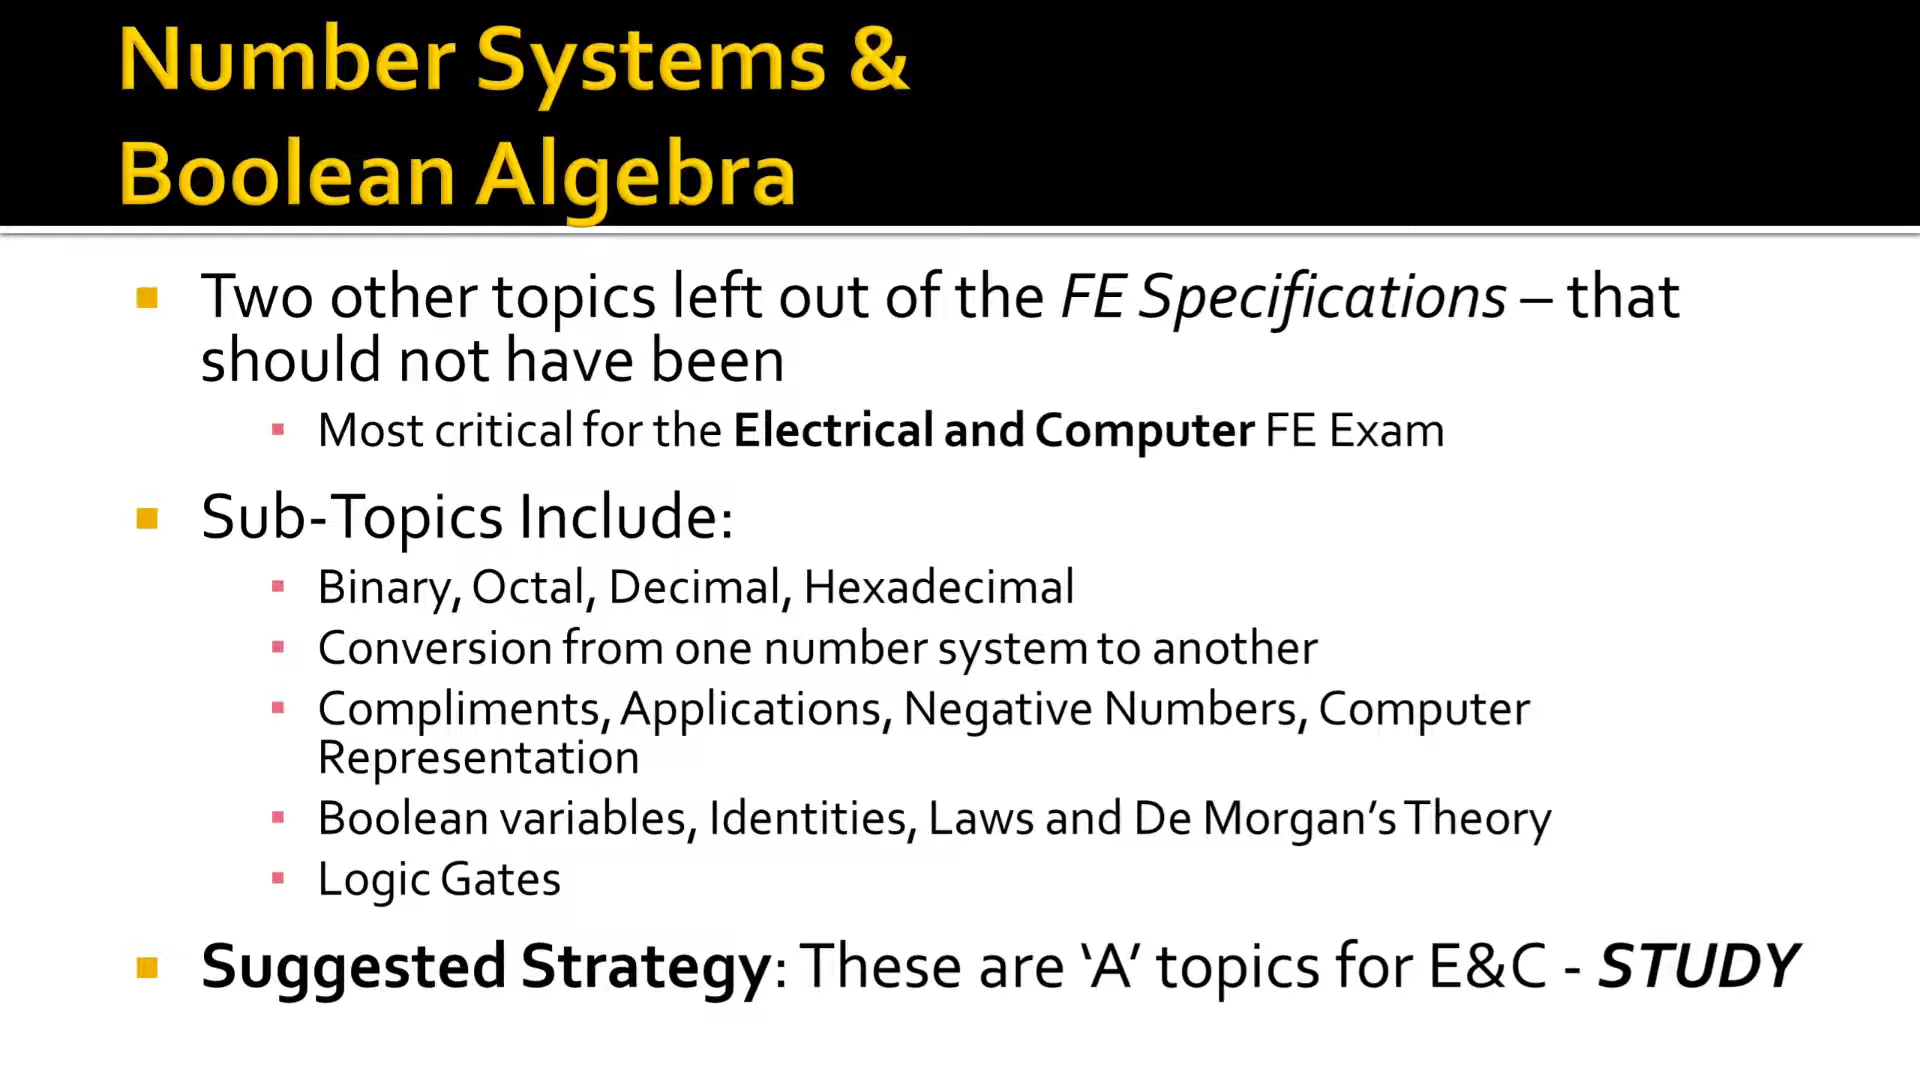 Number Systems &
Boolean Algebra
Two other topics left out of the FE Specifications – that
should not have been
Most critical for the Electrical and Computer FE Exam
Sub-Topics Include:
Binary, Octal, Decimal, Hexadecimal
Conversion from one number system to another
Compliments, Applications, Negative Numbers, Computer
Representation
Boolean variables, Identities, Laws and De Morgan’s Theory
Logic Gates
Suggested Strategy: These are ‘A’ topics for E&C - STUDY